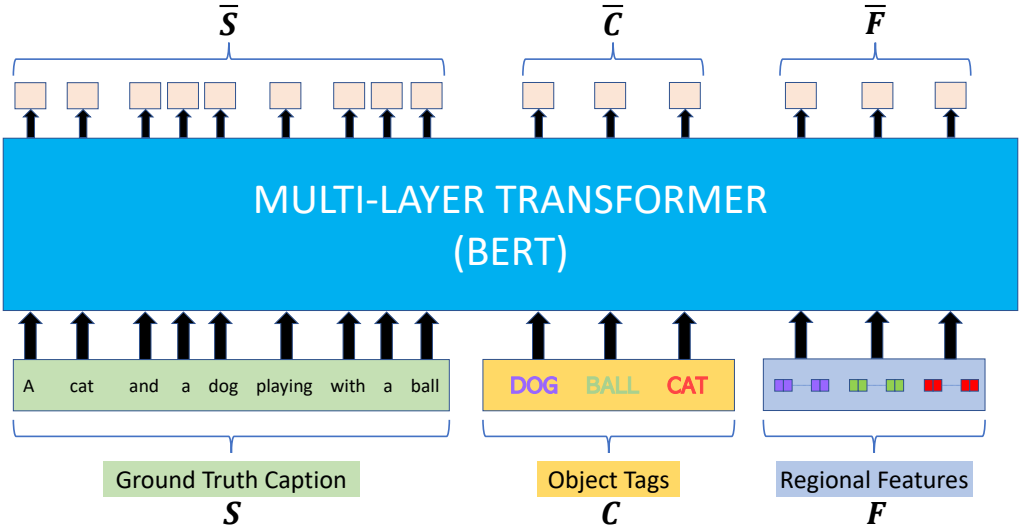 S̅ C̅ F̅
MULTI-LAYER TRANSFORMER
(BERT)
A cat and a dog playing with a ball DOG BALL CAT
Ground Truth Caption Object Tags Regional Features
S C F